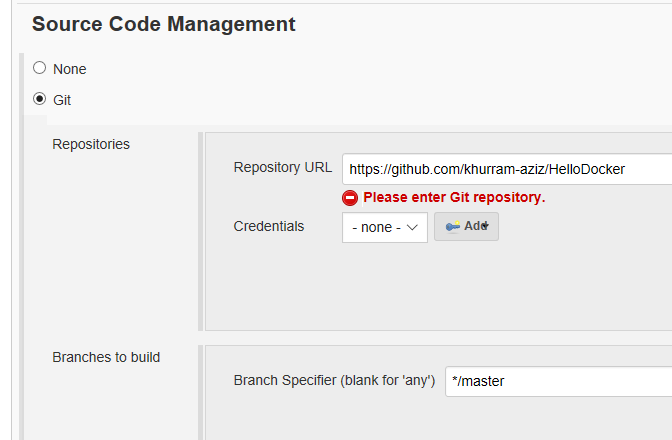 Source Code Management
None
Git
Repositories
Repository URL https://github.com/khurram-aziz/HelloDocker
Please enter Git repository.
Credentials - none - Add
Branches to build
Branch Specifier (blank for 'any') */master